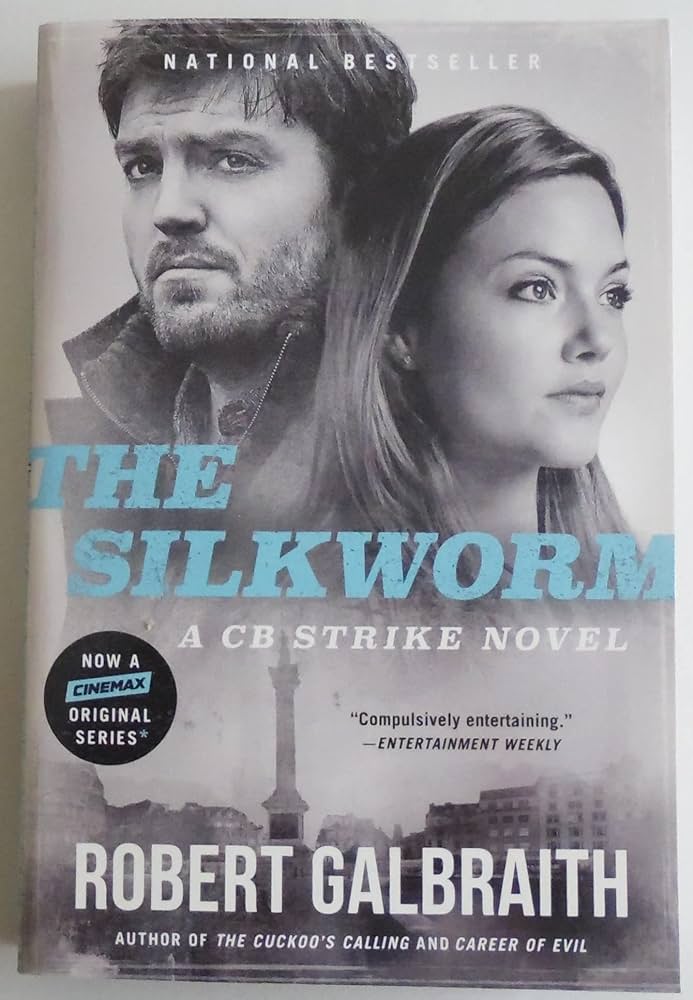 NATIONAL BESTSELLER
THE
SILKWORM
A CB STRIKE NOVEL
NOW A
CINEMAX
ORIGINAL
SERIES*
“Compulsively entertaining.”
—ENTERTAINMENT WEEKLY
ROBERT GALBRAITH
AUTHOR OF THE CUCKOO'S CALLING AND CAREER OF EVIL